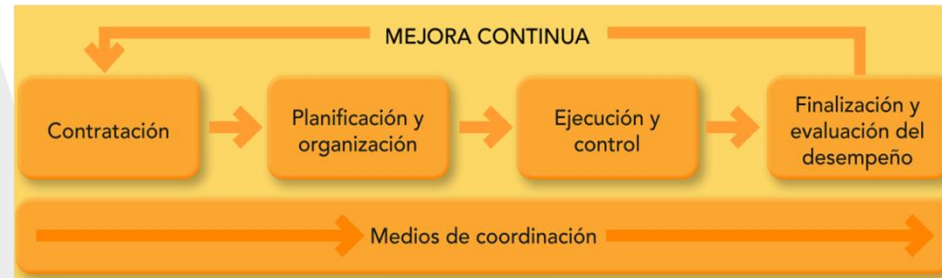 MEJORA CONTINUA
Contratación
Planificación y
organización
Ejecución y
control
Finalización y
evaluación del
desempeño
Medios de coordinación